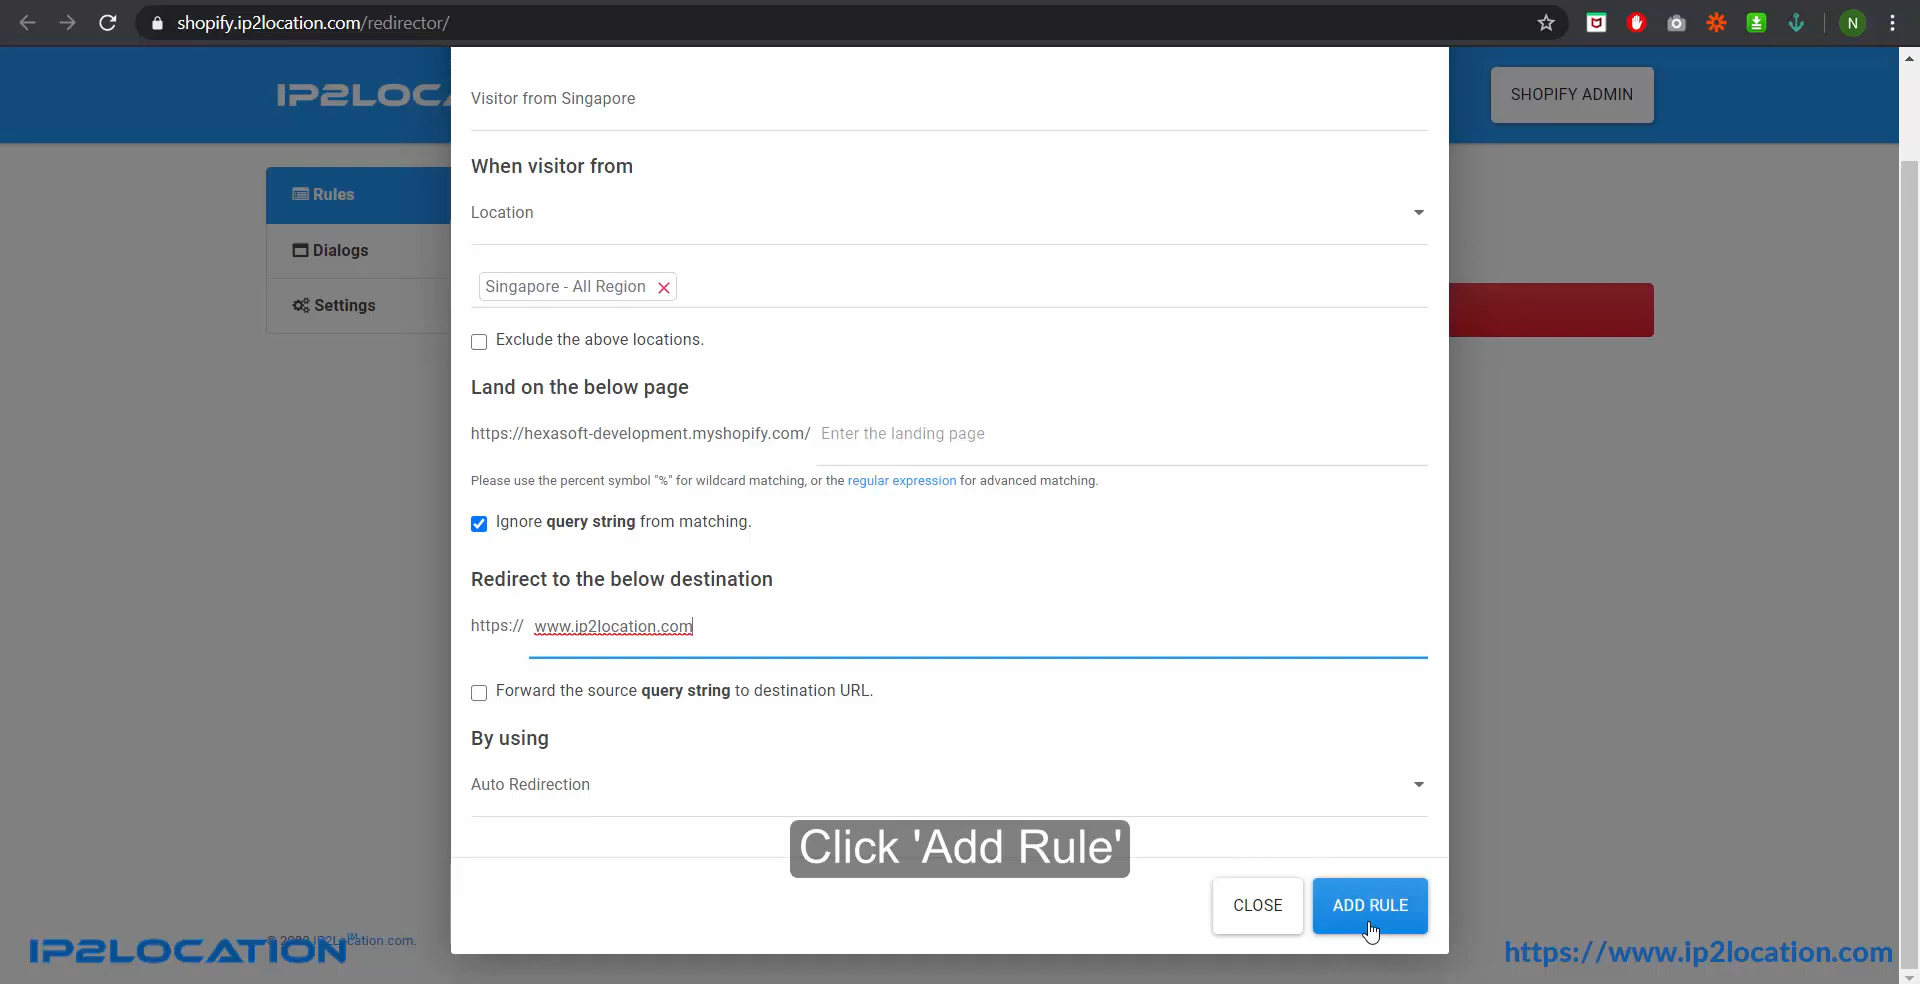 shopify.ip2location.com/redirector/
N
IP2LOCA
SHOPIFY ADMIN
Rules
Dialogs
Settings
Visitor from Singapore
When visitor from
Location
Singapore - All Region
Exclude the above locations.
Land on the below page
https://hexasoft-development.myshopify.com/ Enter the landing page
Please use the percent symbol "%" for wildcard matching, or the regular expression for advanced matching.
Ignore query string from matching.
Redirect to the below destination
https:// www.ip2location.com
Forward the source query string to destination URL.
By using
Auto Redirection
Click 'Add Rule'
CLOSE
ADD RULE
IP2LOCATION™
IP2Location.com.
https://www.ip2location.com